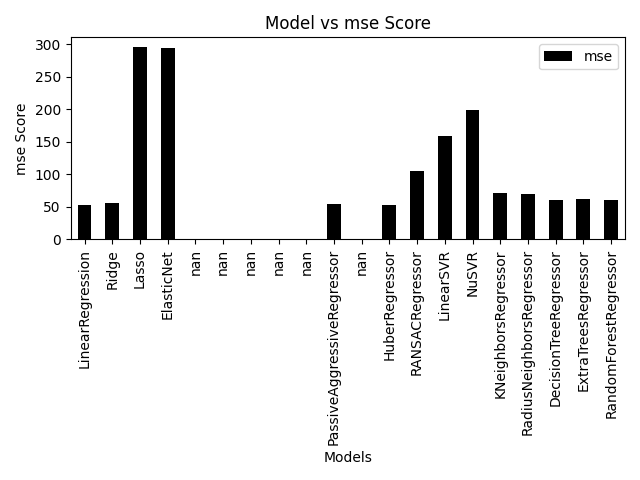 Model vs mse Score
mse
mse Score
300
250
200
150
100
50
0
LinearRegression
Ridge
Lasso
ElasticNet
nan
nan
nan
nan
nan
PassiveAggressiveRegressor
nan
HuberRegressor
RANSACRegressor
LinearSVR
NuSVR
KNeighborsRegressor
RadiusNeighborsRegressor
DecisionTreeRegressor
ExtraTreesRegressor
RandomForestRegressor
Models